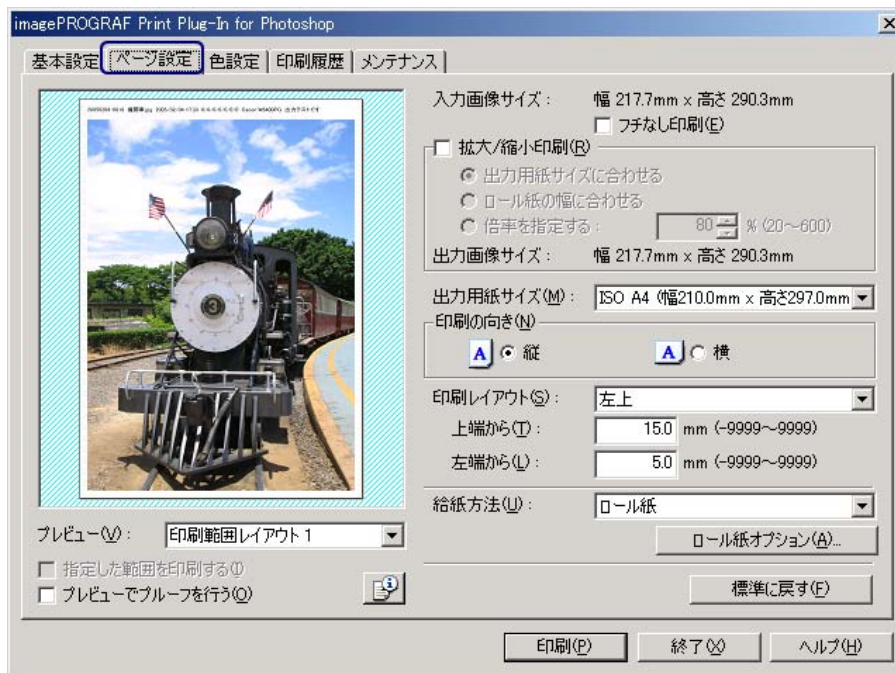 imagePROGRAF Print Plug-In for Photoshop
基本設定 ページ設定 色設定 印刷履歴 メンテナンス
入力画像サイズ： 幅 217.7mm x 高さ 290.3mm
フチなし印刷(E)
拡大/縮小印刷(R)
出力用紙サイズに合わせる
ロール紙の幅に合わせる
倍率を指定する： 80 % (20～600)
出力画像サイズ： 幅 217.7mm x 高さ 290.3mm
出力用紙サイズ(M)： ISO A4 (幅210.0mm x 高さ297.0mm
印刷の向き(N)
A 縦 A 横
印刷レイアウト(S)： 左上
上端から(T)： 15.0 mm (-9999～9999)
左端から(L)： 5.0 mm (-9999～9999)
給紙方法(U)： ロール紙
ロール紙オプション(A)...
3
プレビュー(V)： 印刷範囲レイアウト 1
指定した範囲を印刷する(I)
プレビューでプルーフを行う(O)
標準に戻す(F)
印刷(P) 終了(X) ヘルプ(H)